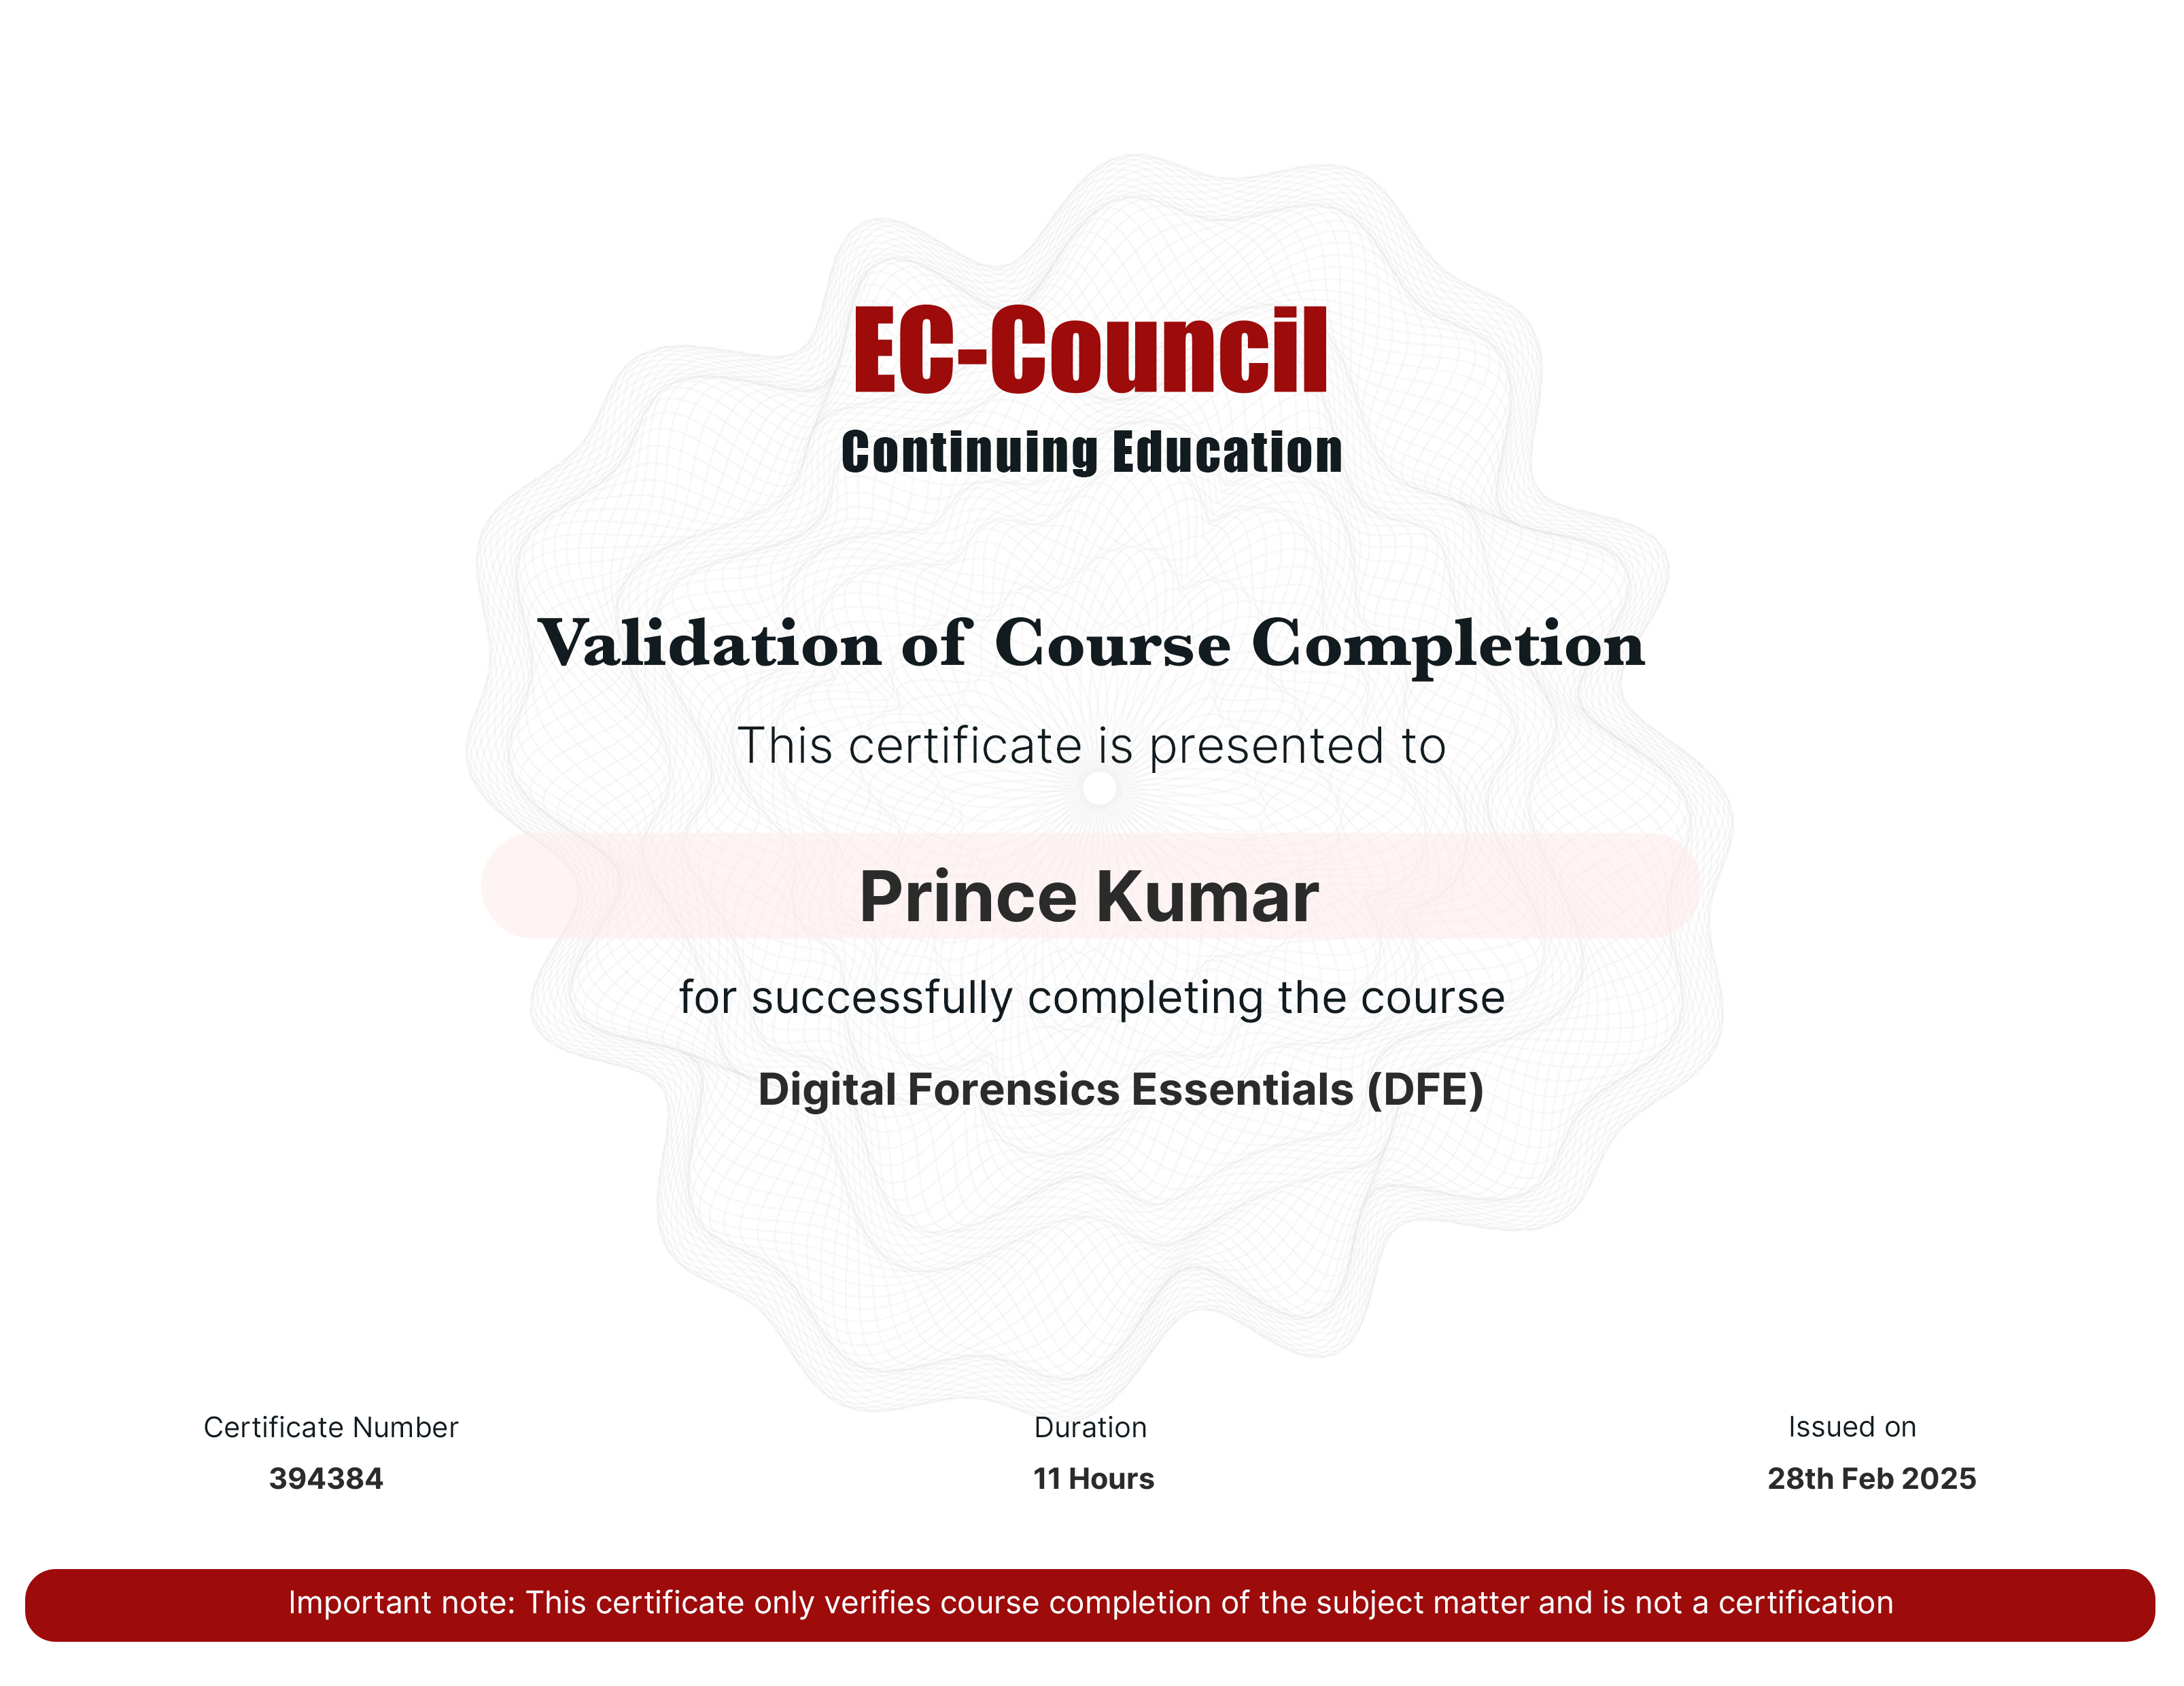 EC-Council
Continuing Education
Validation of Course Completion
This certificate is presented to
Prince Kumar
for successfully completing the course
Digital Forensics Essentials (DFE)
Certificate Number
394384
Duration
11 Hours
Issued on
28th Feb 2025
Important note: This certificate only verifies course completion of the subject matter and is not a certification